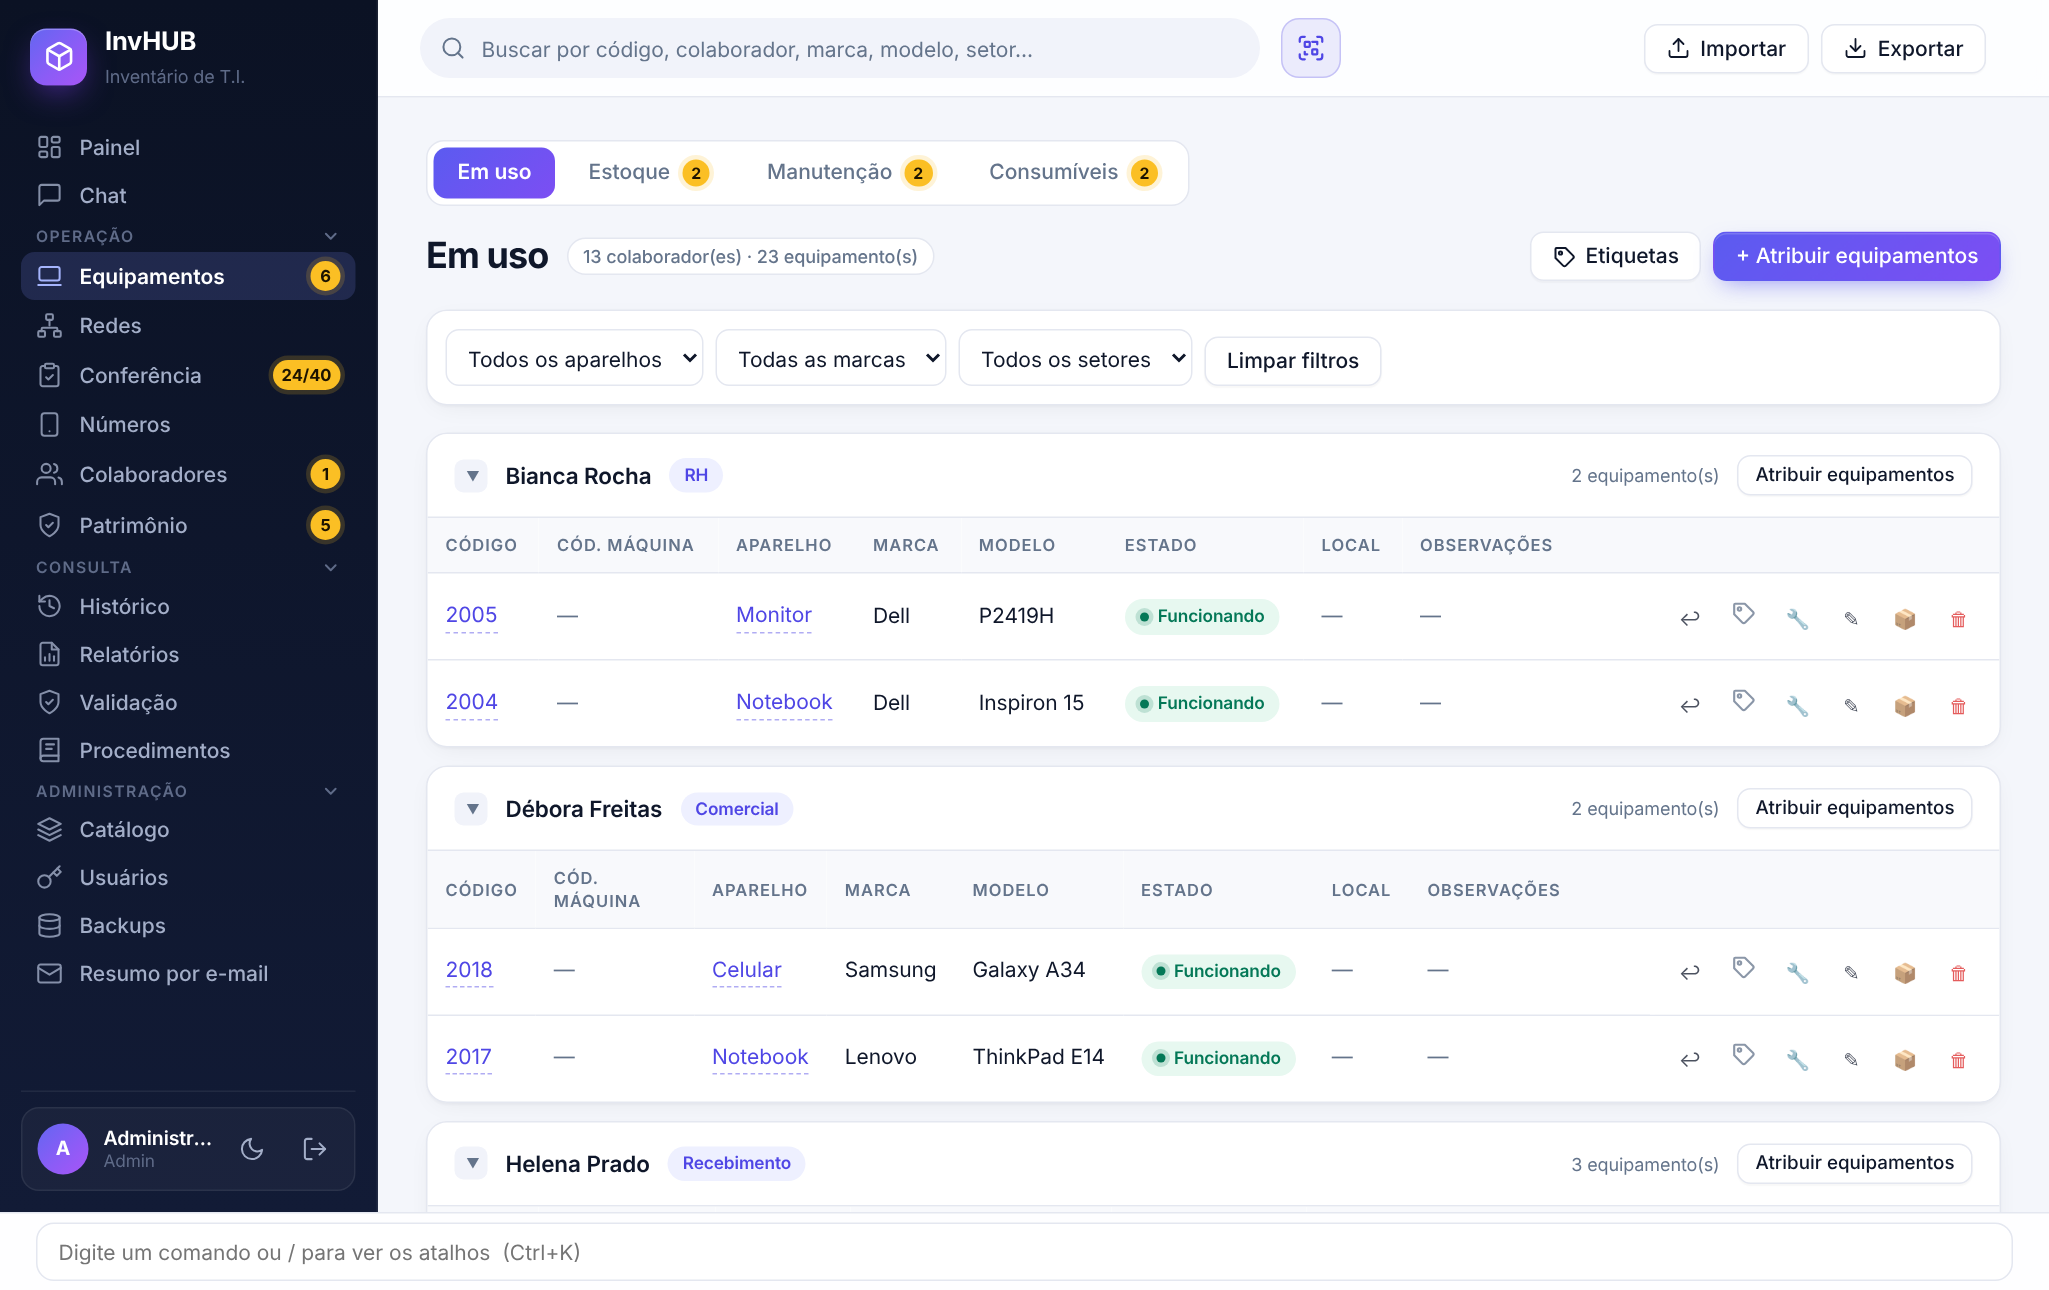 InvHUB
Inventário de T.I.
Painel
Chat
OPERAÇÃO
Equipamentos 6
Redes
Conferência 24/40
Números
Colaboradores 1
Patrimônio 5
CONSULTA
Histórico
Relatórios
Validação
Procedimentos
ADMINISTRAÇÃO
Catálogo
Usuários
Backups
Resumo por e-mail
A Administr...
Admin
Buscar por código, colaborador, marca, modelo, setor...
Importar Exportar
Em uso Estoque 2 Manutenção 2 Consumíveis 2
Em uso 13 colaborador(es) · 23 equipamento(s) Etiquetas + Atribuir equipamentos
Todos os aparelhos Todas as marcas Todos os setores Limpar filtros
Bianca Rocha RH 2 equipamento(s) Atribuir equipamentos
CÓDIGO CÓD. MÁQUINA APARELHO MARCA MODELO ESTADO LOCAL OBSERVAÇÕES
2005 — Monitor Dell P2419H Funcionando — —
2004 — Notebook Dell Inspiron 15 Funcionando — —
Débora Freitas Comercial 2 equipamento(s) Atribuir equipamentos
CÓDIGO CÓD. MÁQUINA APARELHO MARCA MODELO ESTADO LOCAL OBSERVAÇÕES
2018 — Celular Samsung Galaxy A34 Funcionando — —
2017 — Notebook Lenovo ThinkPad E14 Funcionando — —
Helena Prado Recebimento 3 equipamento(s) Atribuir equipamentos
Digite um comando ou / para ver os atalhos (Ctrl+K)